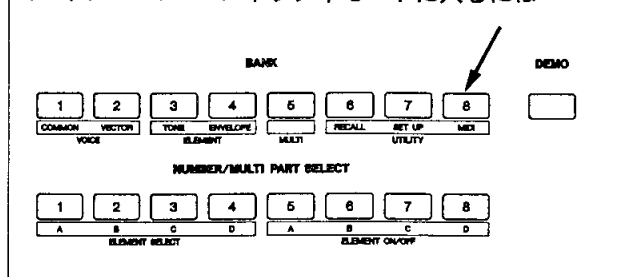 BANK DEMO
1 2 3 4 5 6 7 8
COMMON VECTOR TONE ENVELOPE RECALL SET UP MIDI
VOICE ELEMENT MULTI UTILITY
NUMBER/MULTI PART SELECT
1 2 3 4 5 6 7 8
A B C D A B C D
ELEMENT SELECT ELEMENT ON/OFF